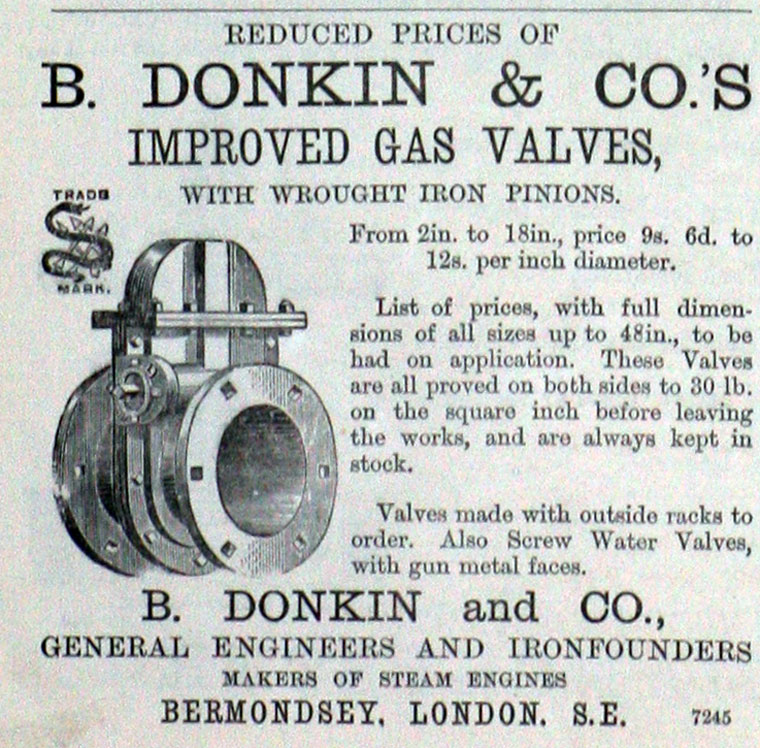 REDUCED PRICES OF
B. DONKIN & CO.'S
IMPROVED GAS VALVES,
WITH WROUGHT IRON PINIONS.
TRADE
MARK.
From 2in. to 18in., price 9s. 6d. to
12s. per inch diameter.
List of prices, with full dimen-
sions of all sizes up to 48in., to be
had on application. These Valves
are all proved on both sides to 30 lb.
on the square inch before leaving
the works, and are always kept in
stock.
Valves made with outside racks to
order. Also Screw Water Valves,
with gun metal faces.
B. DONKIN and CO.,
GENERAL ENGINEERS AND IRONFOUNDERS
MAKERS OF STEAM ENGINES
BERMONDSEY, LONDON. S.E.
7245